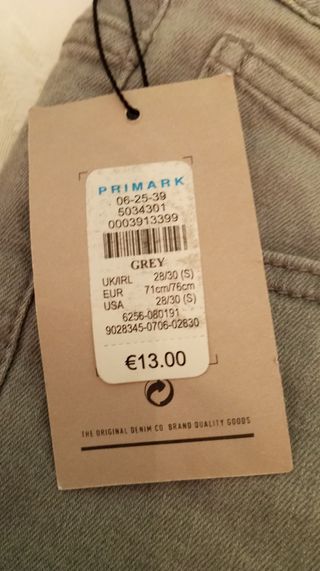 PRIMARK
06-25-39
5034301
0003913399
GREY
UK/IRL 28/30 (S)
EUR 71cm/76cm
USA 28/30 (S)
6256-080191
9028345-0706-02830
€13.00
THE ORIGINAL DENIM CO. BRAND QUALITY GOODS